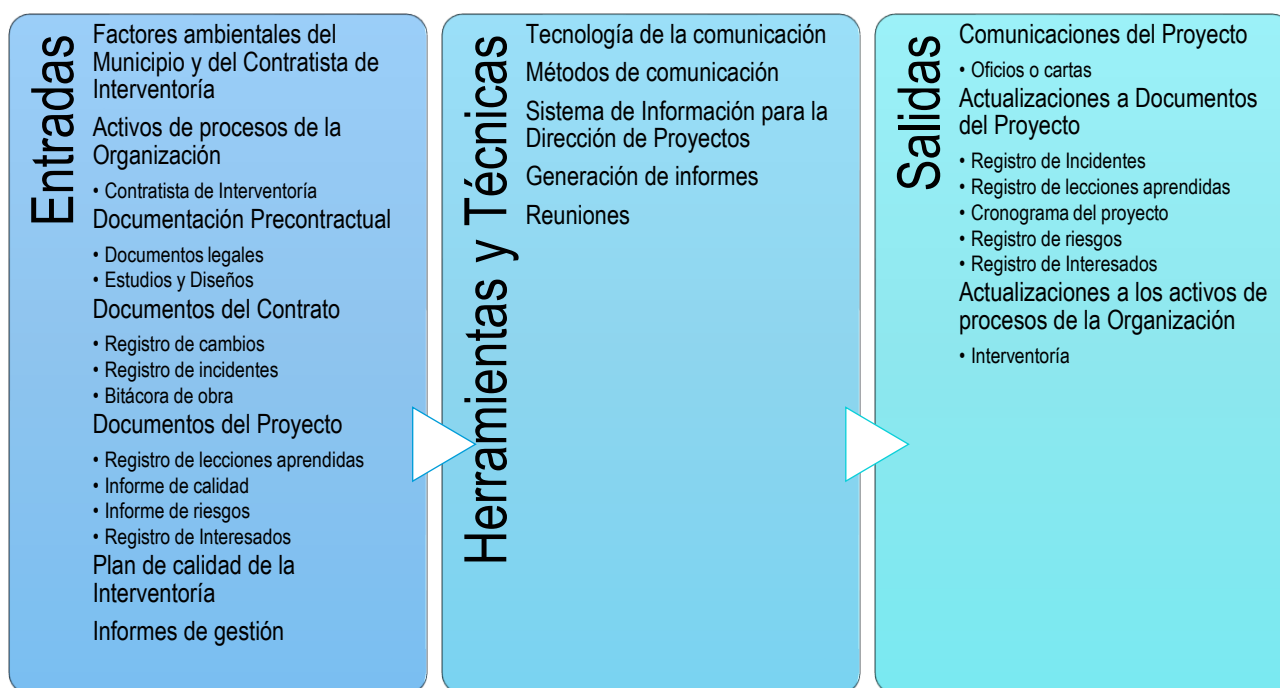 Entradas
Factores ambientales del
Municipio y del Contratista de
Interventoría
Activos de procesos de la
Organización
• Contratista de Interventoría
Documentación Precontractual
• Documentos legales
• Estudios y Diseños
Documentos del Contrato
• Registro de cambios
• Registro de incidentes
• Bitácora de obra
Documentos del Proyecto
• Registro de lecciones aprendidas
• Informe de calidad
• Informe de riesgos
• Registro de Interesados
Plan de calidad de la
Interventoría
Informes de gestión
Herramientas y Técnicas
Tecnología de la comunicación
Métodos de comunicación
Sistema de Información para la
Dirección de Proyectos
Generación de informes
Reuniones
Salidas
Comunicaciones del Proyecto
• Oficios o cartas
Actualizaciones a Documentos
del Proyecto
• Registro de Incidentes
• Registro de lecciones aprendidas
• Cronograma del proyecto
• Registro de riesgos
• Registro de Interesados
Actualizaciones a los activos de
procesos de la Organización
• Interventoría